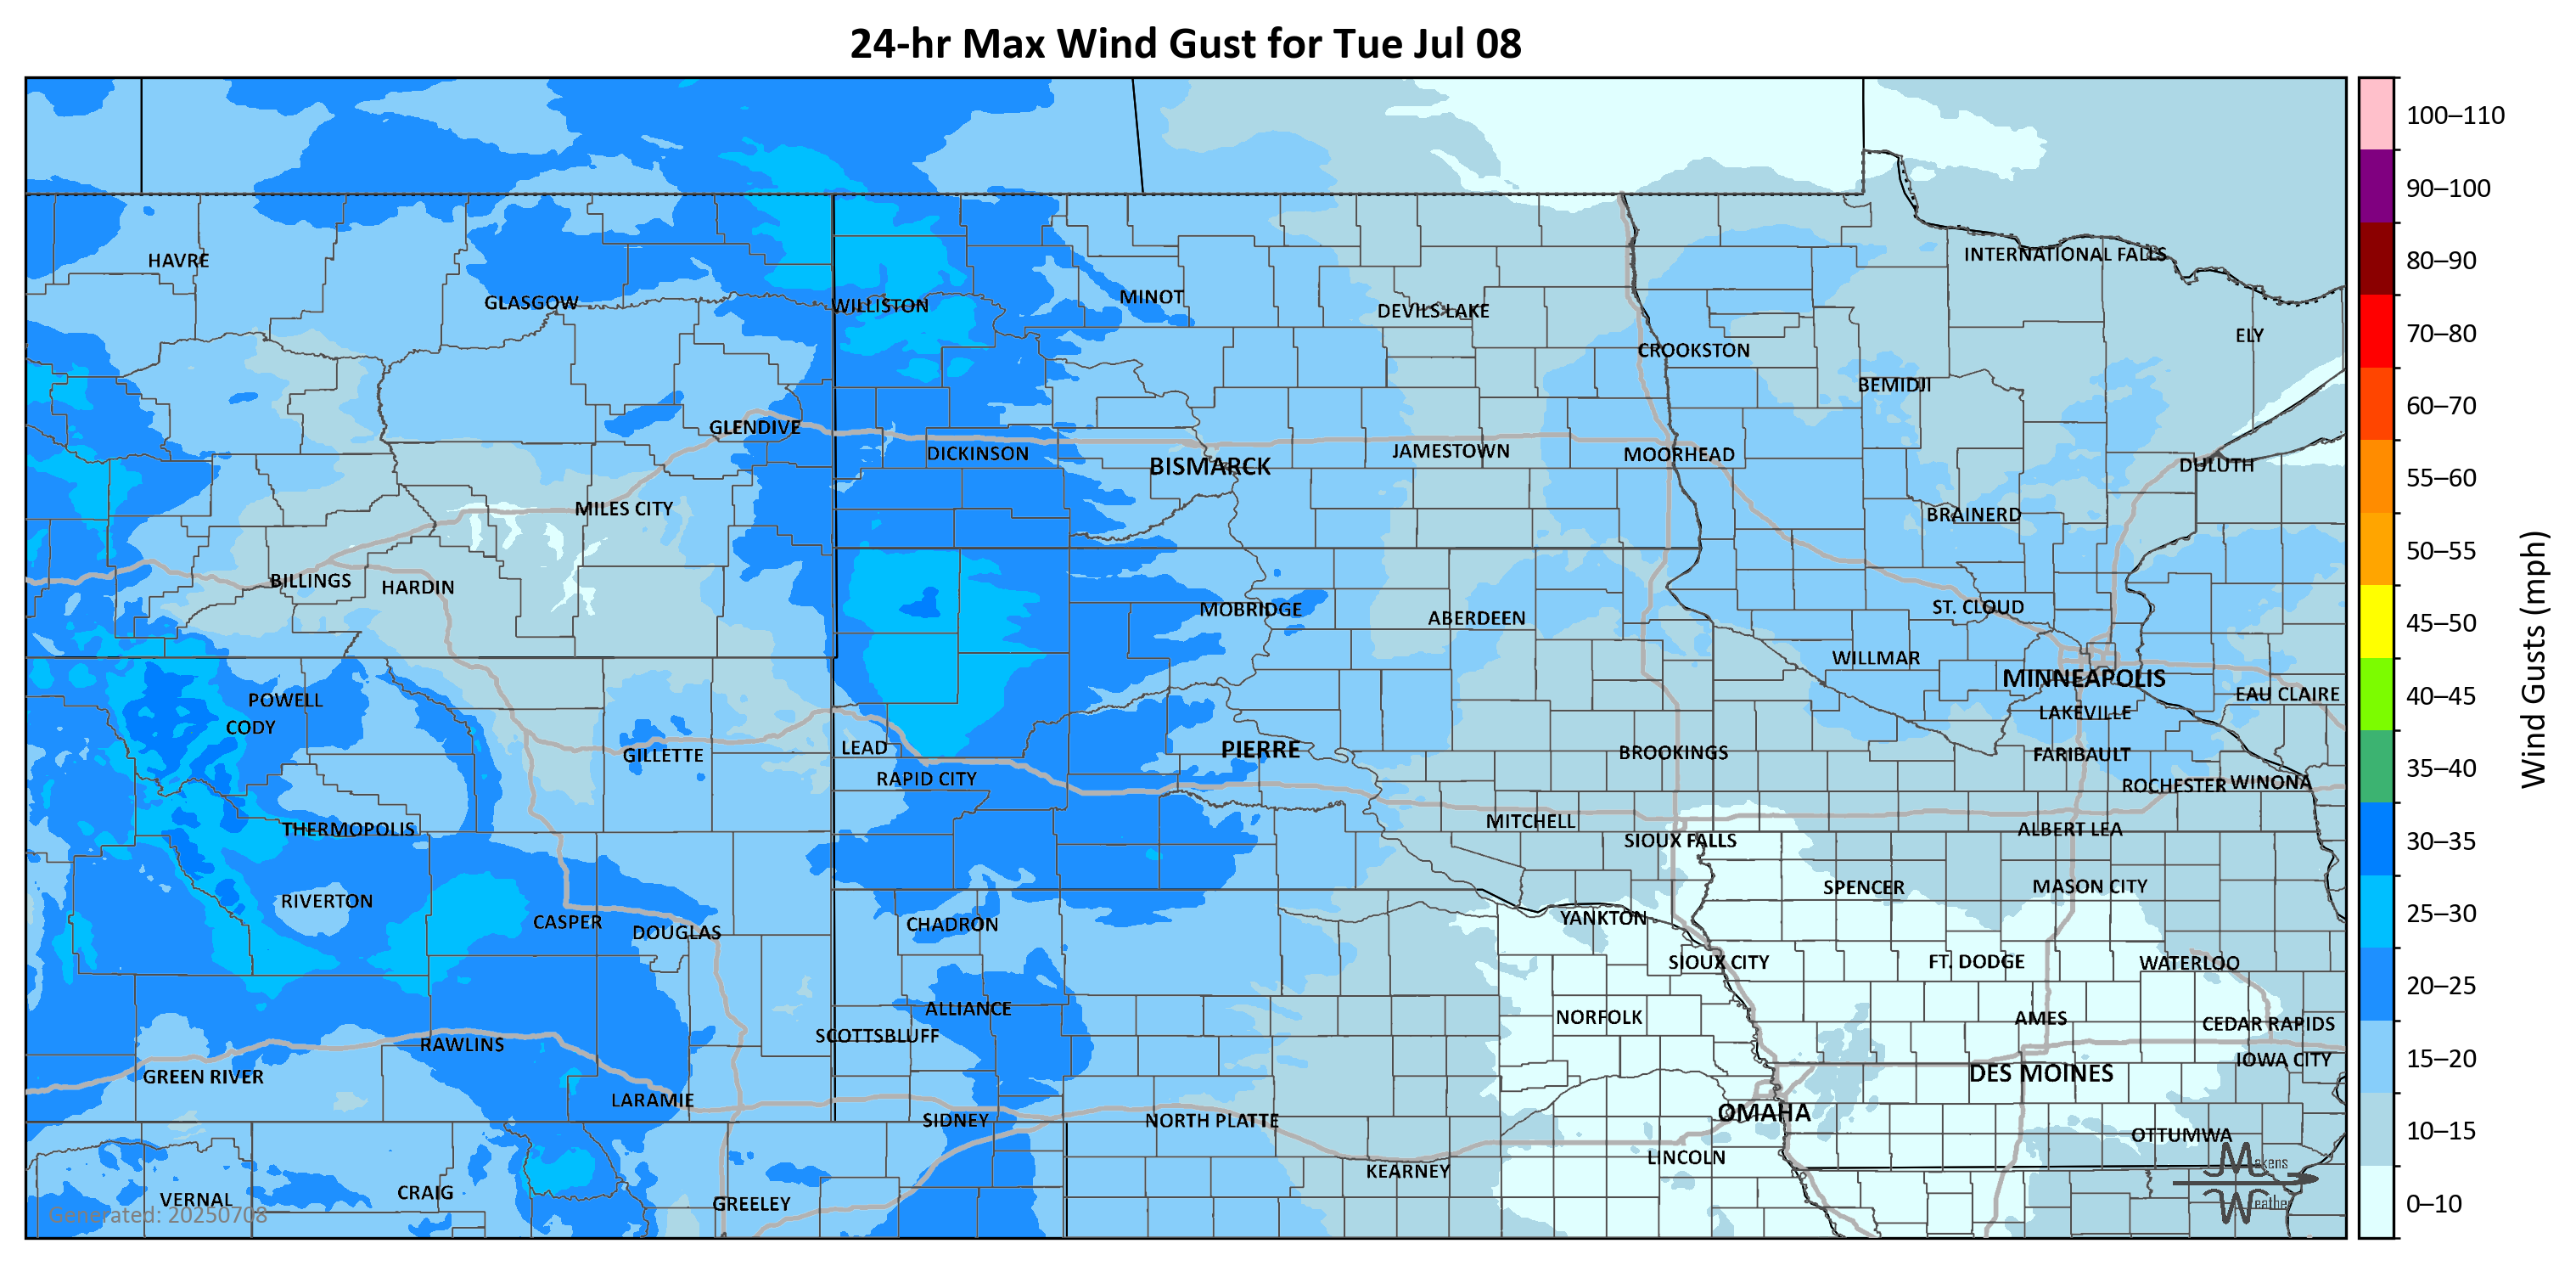 24-hr Max Wind Gust for Tue Jul 08
100–110
90–100
80–90
70–80
60–70
55–60
50–55
45–50
40–45
35–40
30–35
25–30
20–25
15–20
10–15
0–10
Wind Gusts (mph)
HAVRE
GLASGOW
WILLISTON
MINOT
DEVILS LAKE
INTERNATIONAL FALLS
ELY
CROOKSTON
BEMIDJI
GLENDIVE
DICKINSON
BISMARCK
JAMESTOWN
MOORHEAD
DULUTH
MILES CITY
BRAINERD
BILLINGS
HARDIN
MOBRIDGE
ABERDEEN
ST. CLOUD
WILLMAR
MINNEAPOLIS
EAU CLAIRE
POWELL
CODY
LAKEVILLE
GILLETTE
LEAD
PIERRE
BROOKINGS
FARIBAULT
RAPID CITY
ROCHESTER
WINONA
THERMOPOLIS
MITCHELL
SIOUX FALLS
ALBERT LEA
RIVERTON
SPENCER
MASON CITY
CASPER
DOUGLAS
CHADRON
YANKTON
SIOUX CITY
FT. DODGE
WATERLOO
ALLIANCE
NORFOLK
AMES
CEDAR RAPIDS
SCOTTSBLUFF
RAWLINS
IOWA CITY
GREEN RIVER
DES MOINES
LARAMIE
SIDNEY
NORTH PLATTE
OMAHA
OTTUMWA
LINCOLN
KEARNEY
VERNAL
CRAIG
GREELEY
Generated: 20250708
Makens
Weather